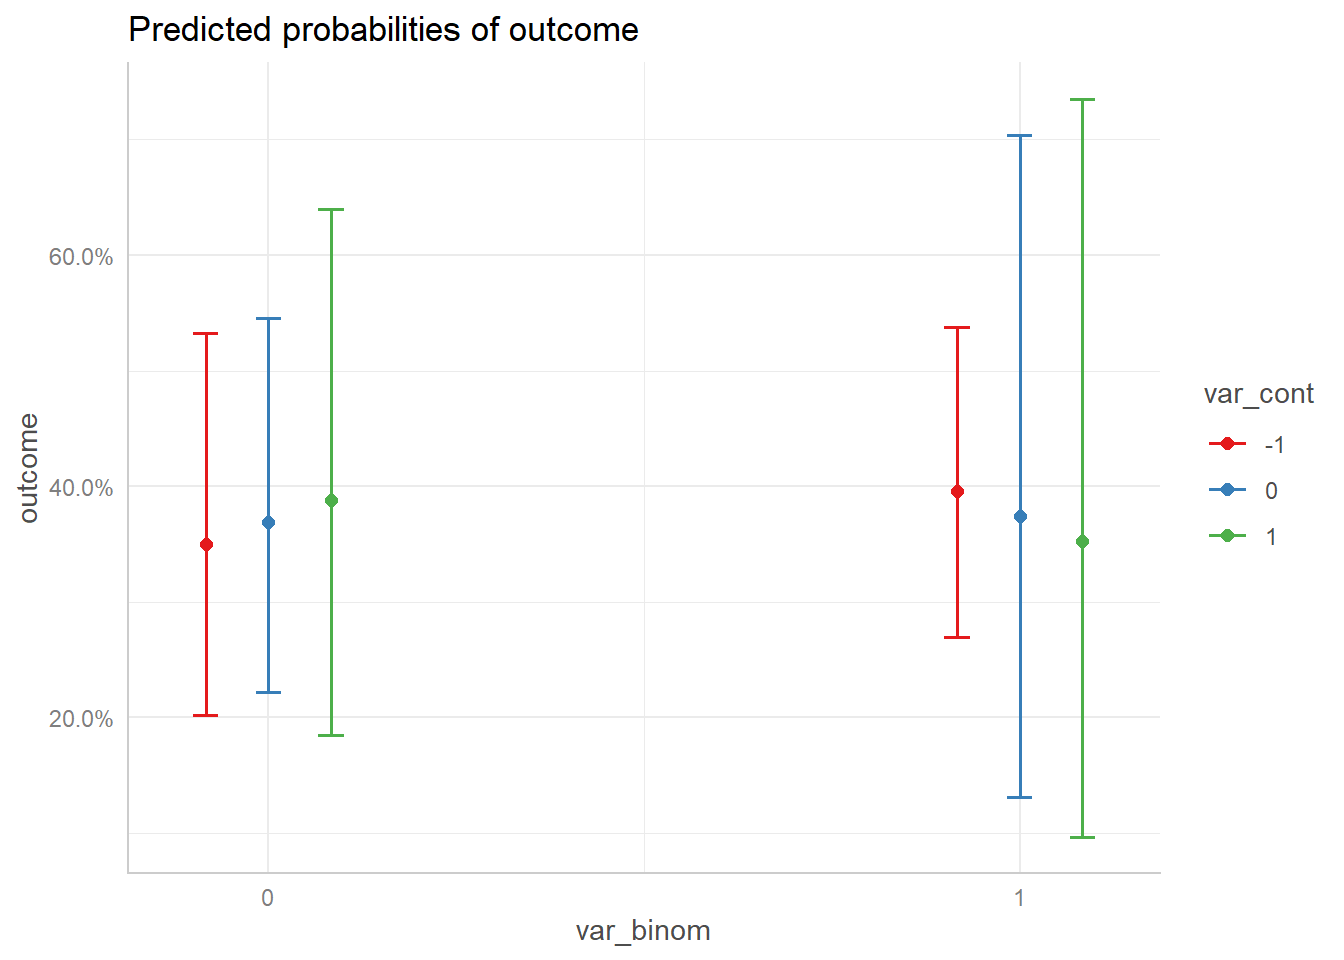 Predicted probabilities of outcome
60.0%
40.0%
20.0%
outcome
0
1
var_binom
var_cont
-1
0
1